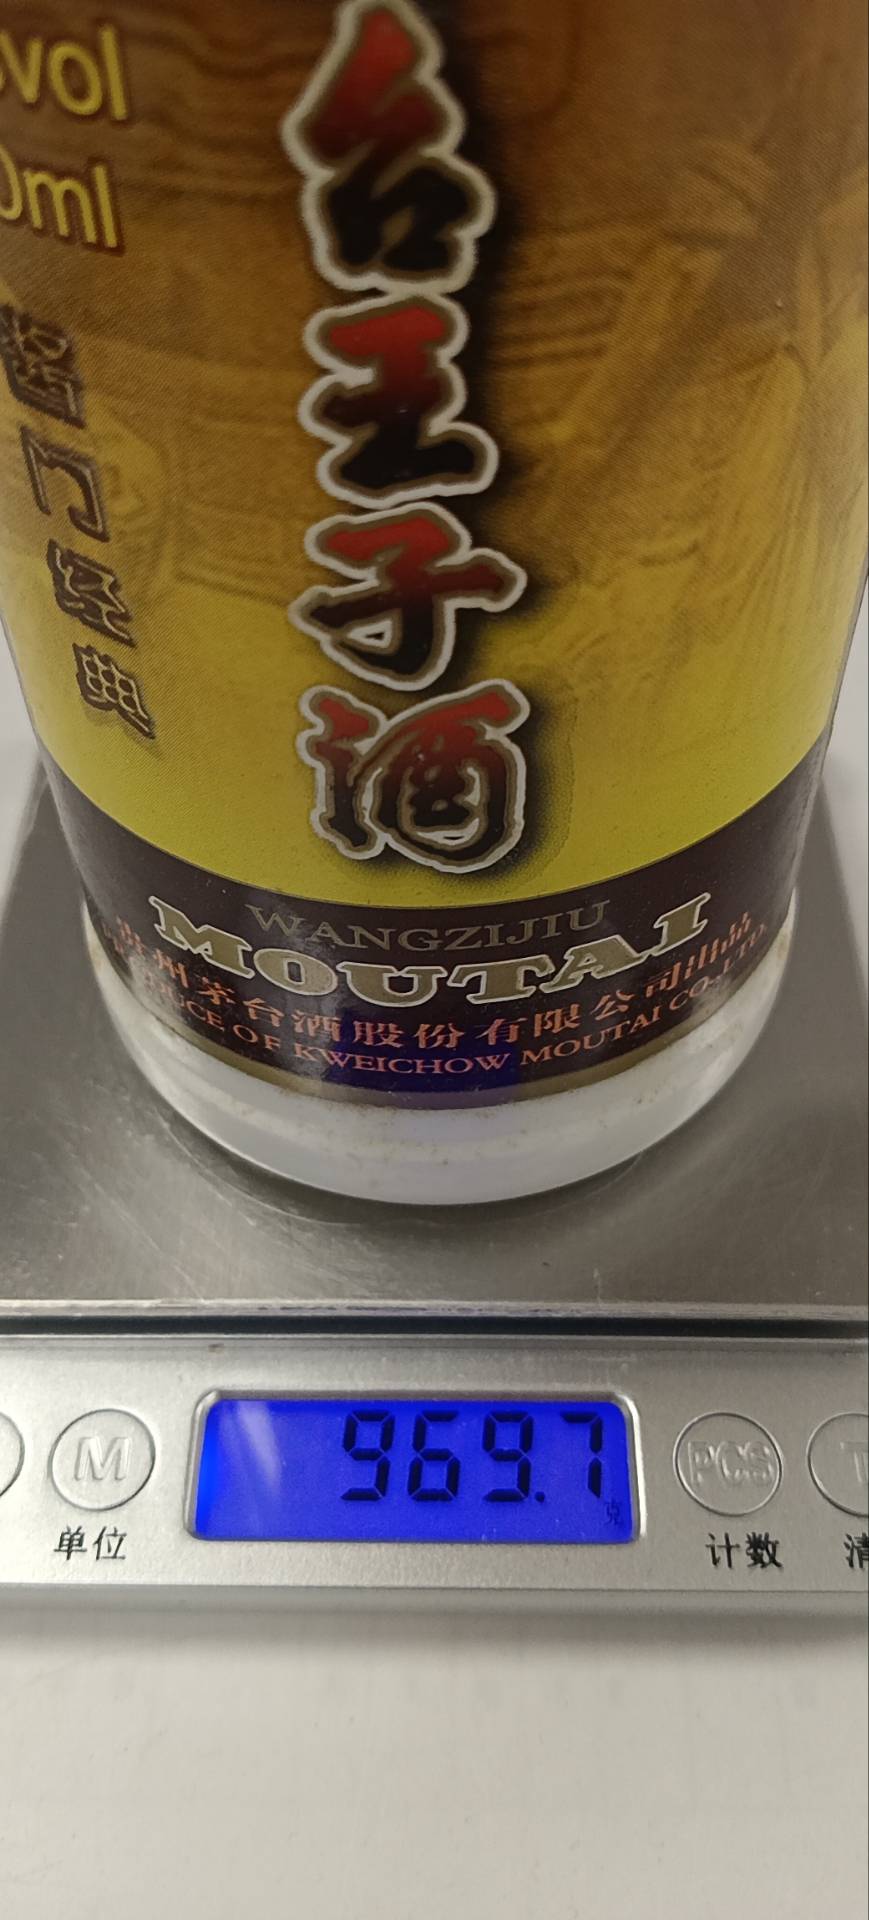 vol
0ml
台王子酒
酱门经典
WANGZIJIU
MOUTAI
贵州茅台酒股份有限公司出品
PRODUCE OF KWEICHOW MOUTAI CO., LTD.
969.7
克
M
PCS
T
单位
计数
清